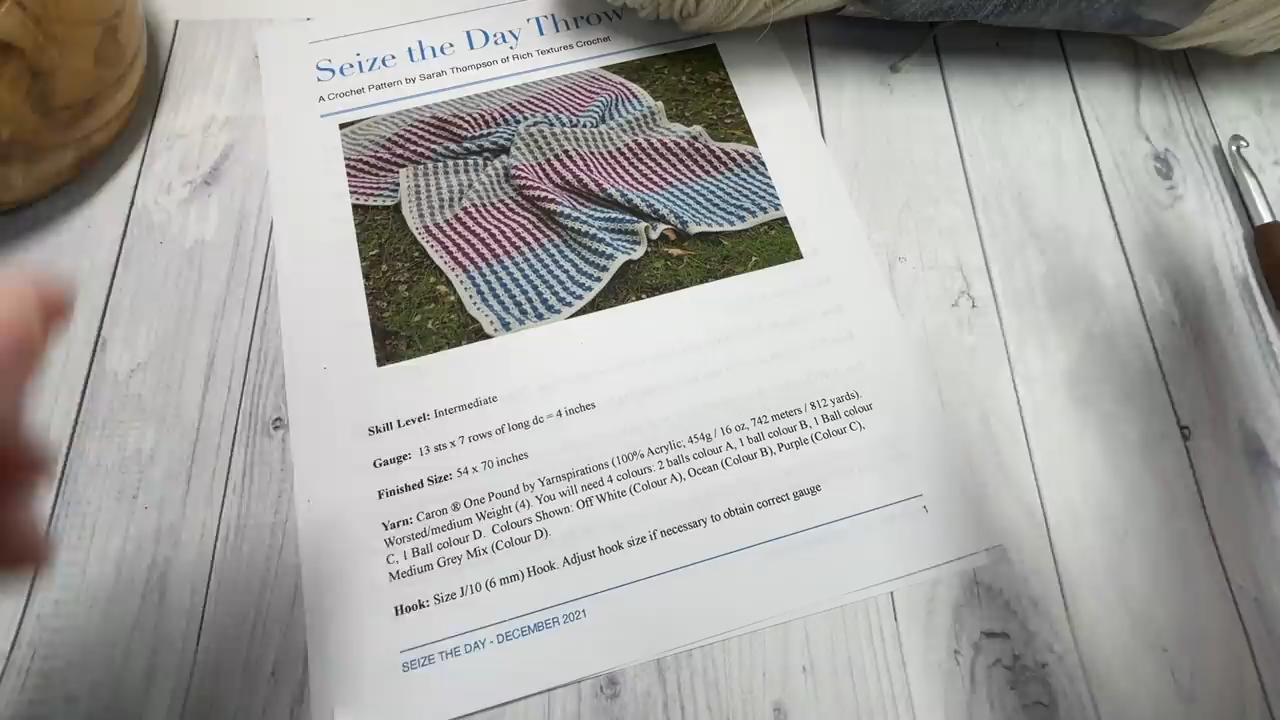 Seize the Day Throw
A Crochet Pattern by Sarah Thompson of Rich Textures Crochet
Skill Level: Intermediate
Gauge: 13 sts x 7 rows of long dc = 4 inches
Finished Size: 54 x 70 inches
Yarn: Caron ® One Pound by Yarnspirations (100% Acrylic; 454g / 16 oz, 742 meters / 812 yards).
Worsted/medium Weight (4). You will need 4 colours: 2 balls colour A, 1 ball colour B, 1 Ball colour
C, 1 Ball colour D. Colours Shown: Off White (Colour A), Ocean (Colour B), Purple (Colour C),
Medium Grey Mix (Colour D).
Hook: Size J/10 (6 mm) Hook. Adjust hook size if necessary to obtain correct gauge
1
SEIZE THE DAY - DECEMBER 2021